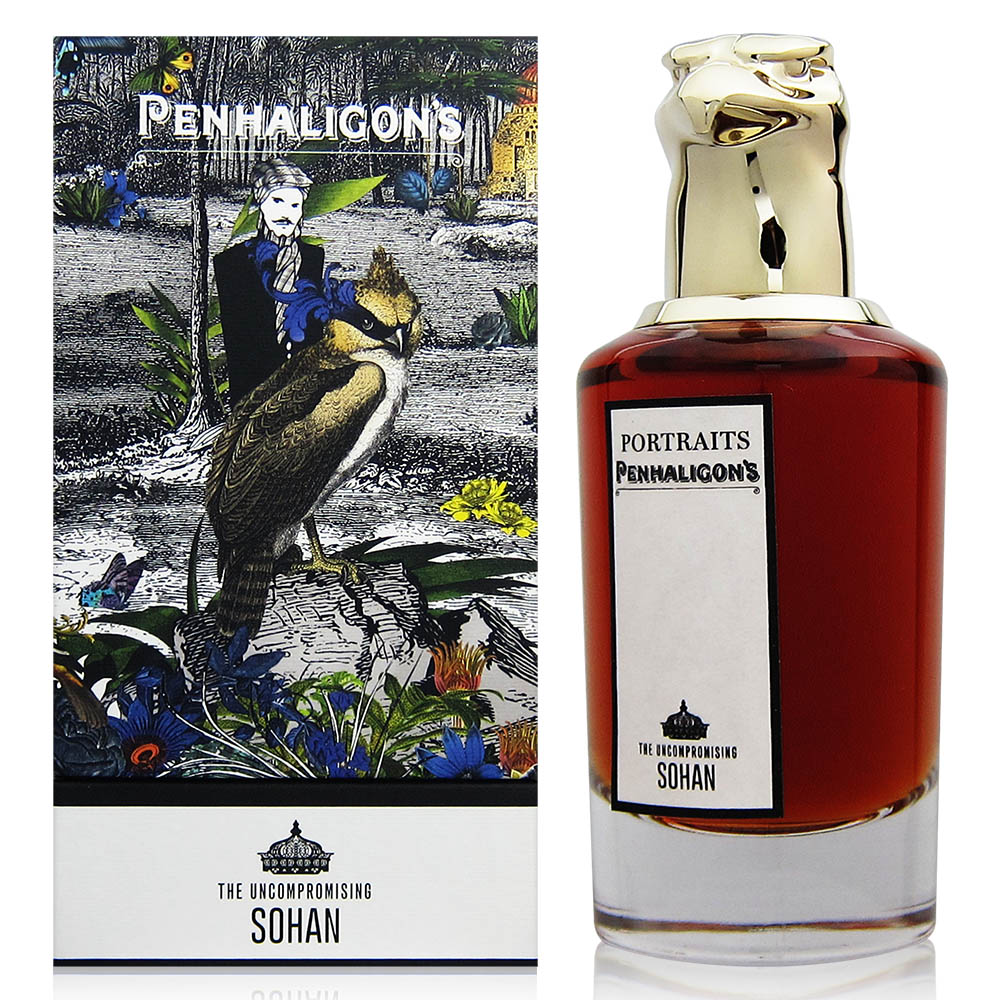 PENHALIGON'S
THE UNCOMPROMISING
SOHAN
PORTRAITS
PENHALIGON'S
THE UNCOMPROMISING
SOHAN